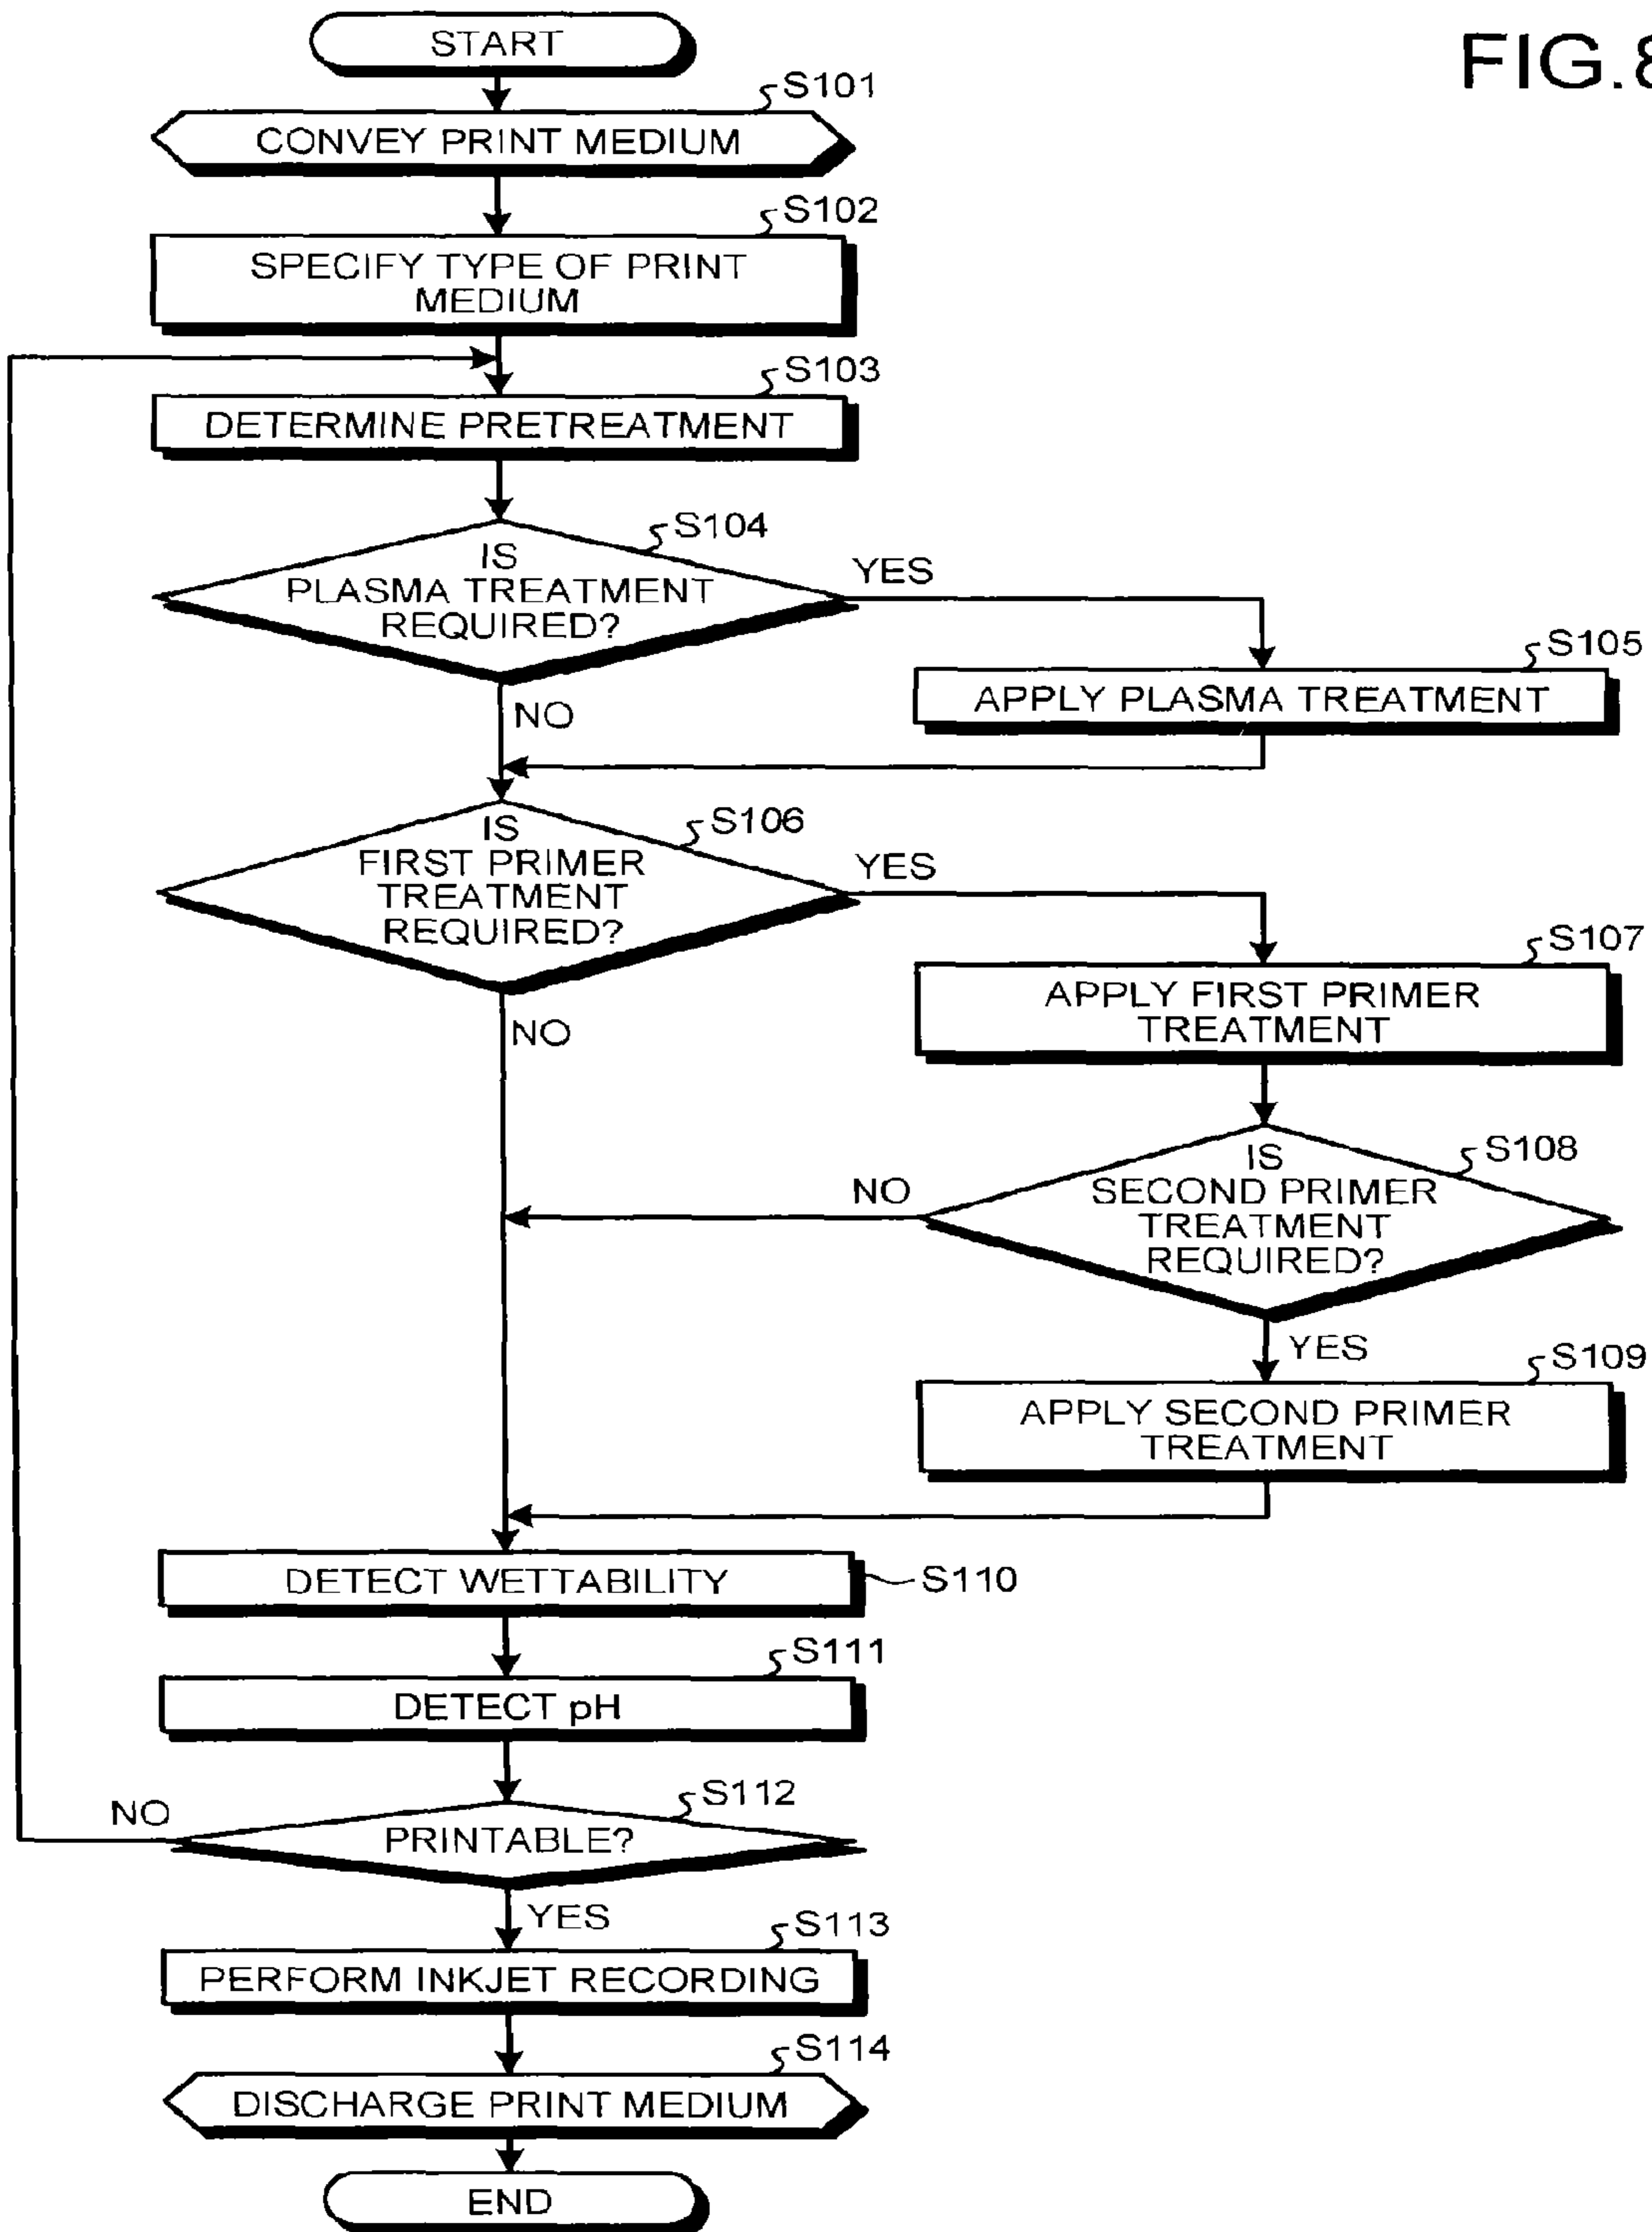 FIG.8
START
S101
CONVEY PRINT MEDIUM
S102
SPECIFY TYPE OF PRINT
MEDIUM
S103
DETERMINE PRETREATMENT
S104
IS
PLASMA TREATMENT
REQUIRED?
YES
S105
APPLY PLASMA TREATMENT
NO
S106
IS
FIRST PRIMER
TREATMENT
REQUIRED?
YES
S107
APPLY FIRST PRIMER
TREATMENT
NO
S108
IS
SECOND PRIMER
TREATMENT
REQUIRED?
NO
YES
S109
APPLY SECOND PRIMER
TREATMENT
DETECT WETTABILITY
S110
S111
DETECT pH
S112
PRINTABLE?
NO
YES
S113
PERFORM INKJET RECORDING
S114
DISCHARGE PRINT MEDIUM
END